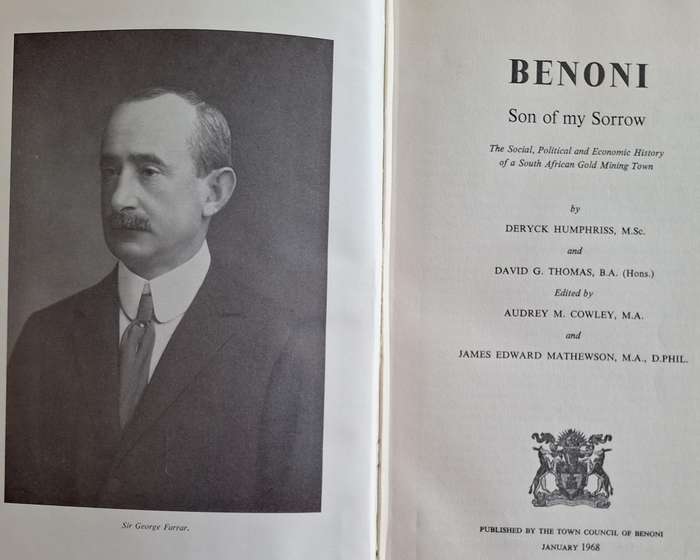 Sir George Farrar.
BENONI
Son of my Sorrow
The Social, Political and Economic History
of a South African Gold Mining Town
by
DERYCK HUMPHRISS, M.Sc.
and
DAVID G. THOMAS, B.A. (Hons.)
Edited by
AUDREY M. COWLEY, M.A.
and
JAMES EDWARD MATHEWSON, M.A., D.PHIL.
PUBLISHED BY THE TOWN COUNCIL OF BENONI
JANUARY 1968